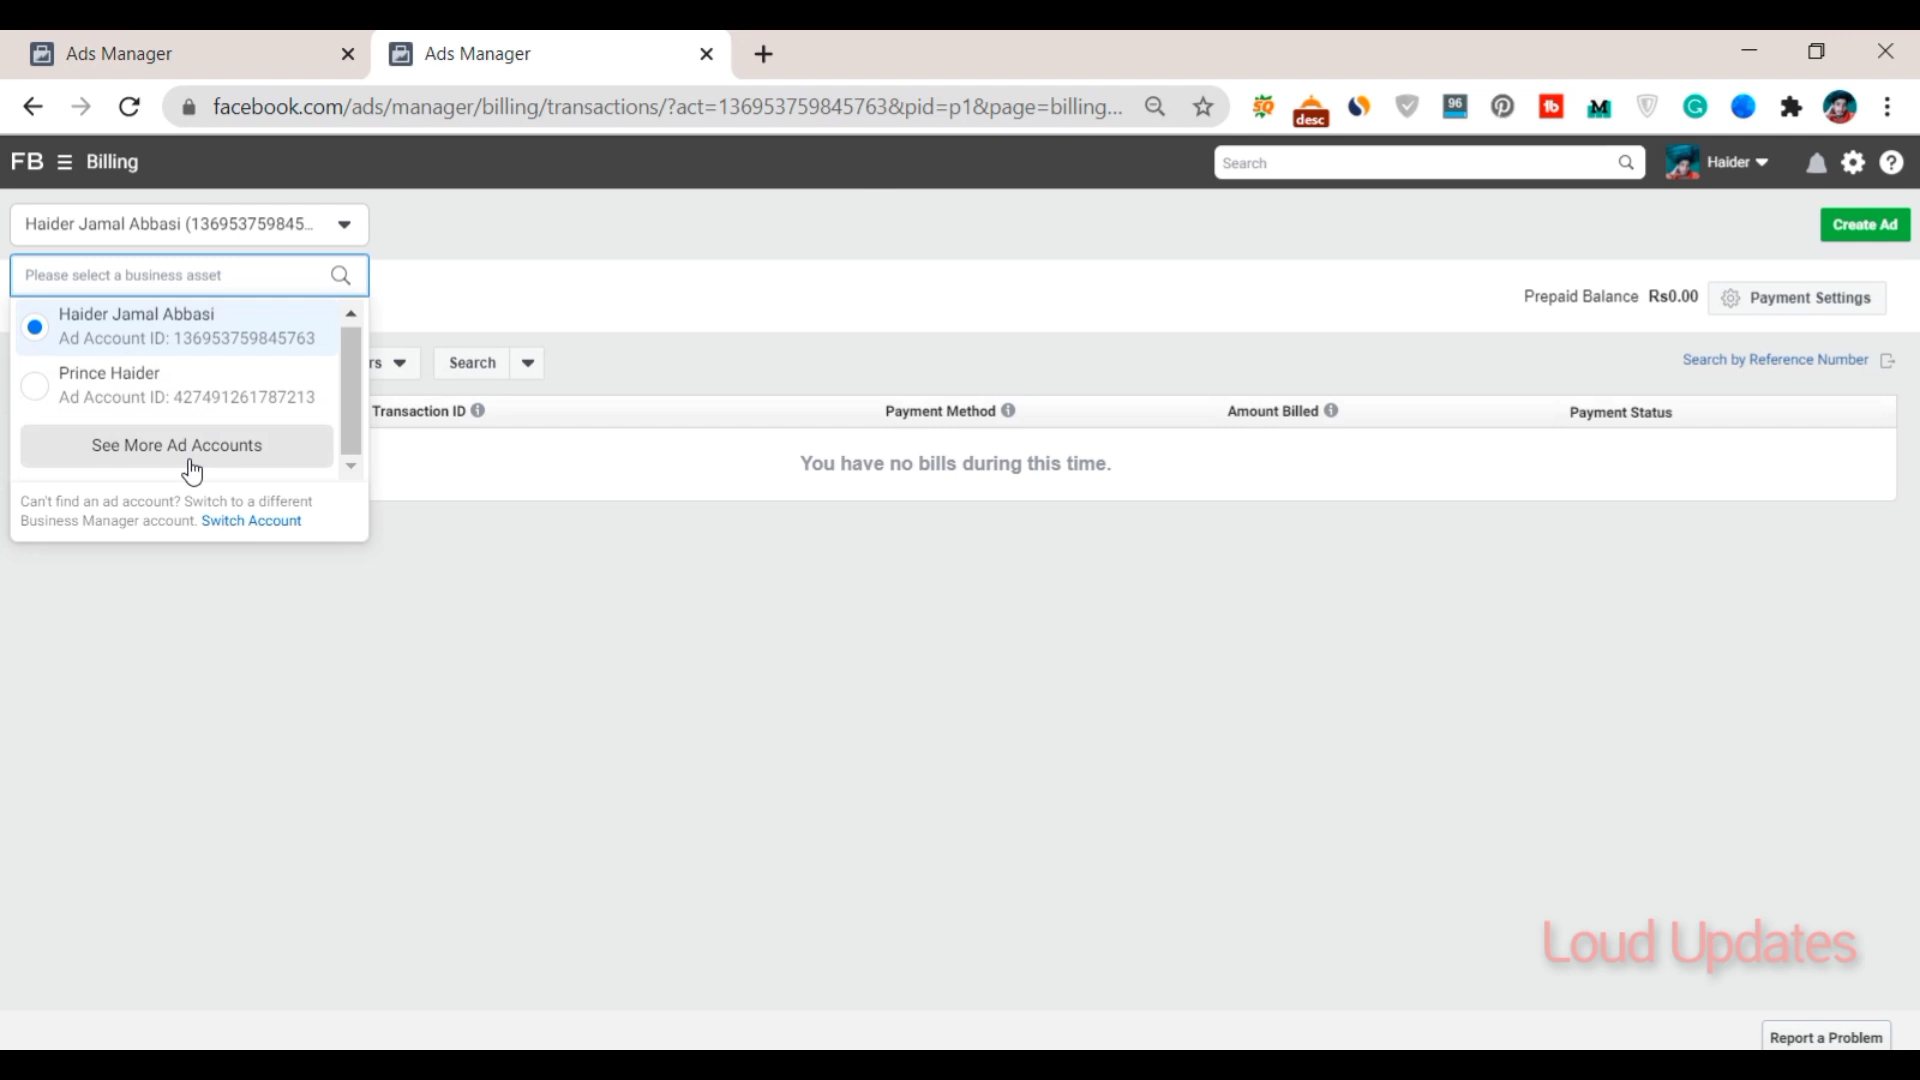 Ads Manager
Ads Manager
facebook.com/ads/manager/billing/transactions/?act=136953759845763&pid=p1&page=billing...
SQ
desc
96
1b
M
G
FB Billing
Search
Haider
Haider Jamal Abbasi (136953759845...
Create Ad
Please select a business asset
Haider Jamal Abbasi
Ad Account ID: 136953759845763
Prince Haider
Ad Account ID: 427491261787213
See More Ad Accounts
Can't find an ad account? Switch to a different
Business Manager account. Switch Account
Prepaid Balance Rs0.00 Payment Settings
rs Search
Search by Reference Number
Transaction ID Payment Method Amount Billed Payment Status
You have no bills during this time.
Loud Updates
Report a Problem